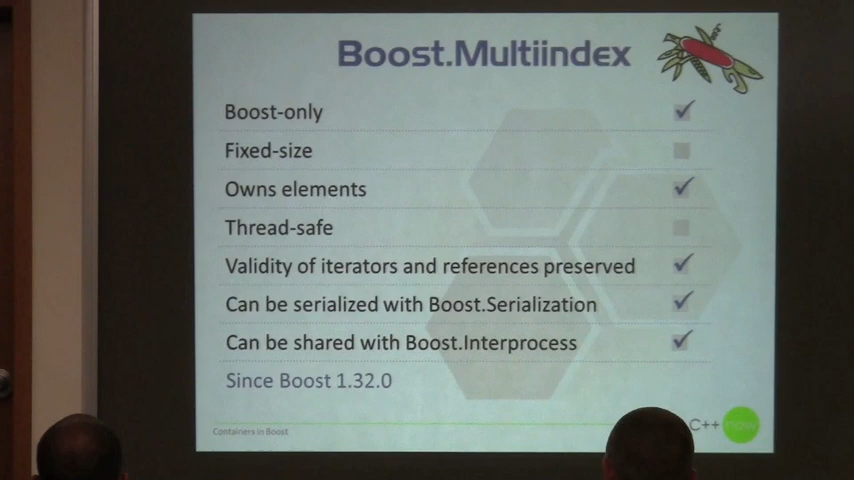 Boost.Multiindex
Boost-only
Fixed-size
Owns elements
Thread-safe
Validity of iterators and references preserved
Can be serialized with Boost.Serialization
Can be shared with Boost.Interprocess
Since Boost 1.32.0
Containers in Boost
C++ now